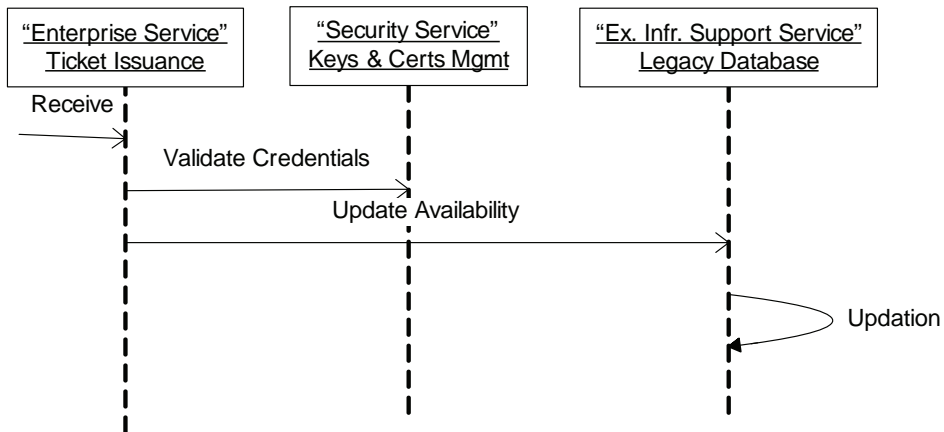 “Enterprise Service”
Ticket Issuance
“Security Service”
Keys & Certs Mgmt
“Ex. Infr. Support Service”
Legacy Database
Receive
Validate Credentials
Update Availability
Updation